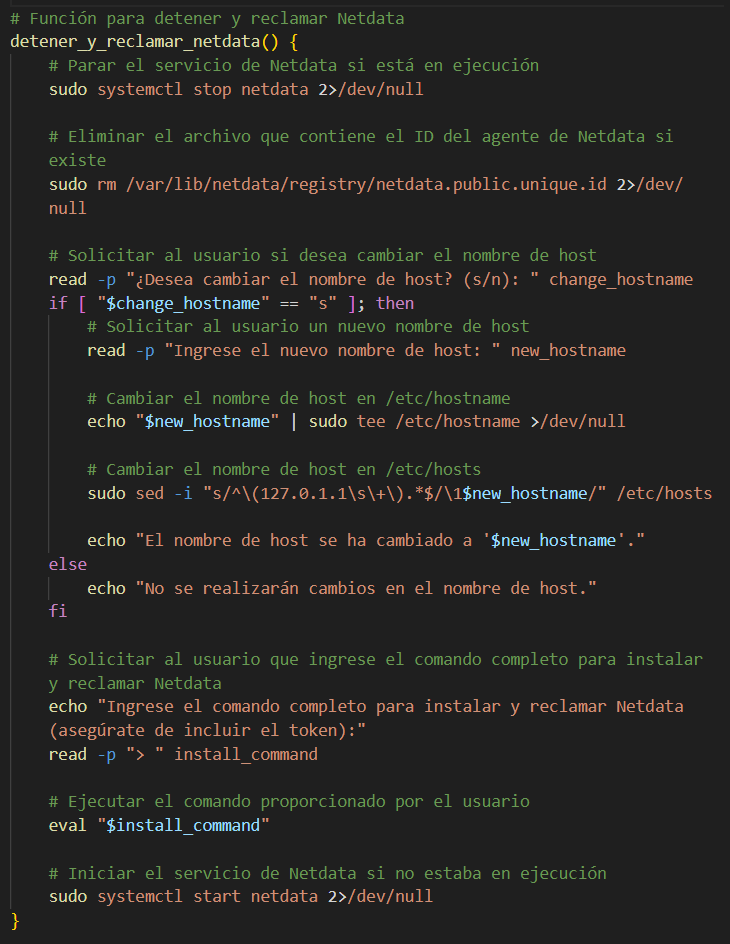 # Función para detener y reclamar Netdata
detener_y_reclamar_netdata() {
# Parar el servicio de Netdata si está en ejecución
sudo systemctl stop netdata 2>/dev/null
# Eliminar el archivo que contiene el ID del agente de Netdata si
existe
sudo rm /var/lib/netdata/registry/netdata.public.unique.id 2>/dev/
null
# Solicitar al usuario si desea cambiar el nombre de host
read -p "¿Desea cambiar el nombre de host? (s/n): " change_hostname
if [ "$change_hostname" == "s" ]; then
# Solicitar al usuario un nuevo nombre de host
read -p "Ingrese el nuevo nombre de host: " new_hostname
# Cambiar el nombre de host en /etc/hostname
echo "$new_hostname" | sudo tee /etc/hostname >/dev/null
# Cambiar el nombre de host en /etc/hosts
sudo sed -i "s/^\(127.0.1.1\s\+\).*$/\1$new_hostname/" /etc/hosts
echo "El nombre de host se ha cambiado a '$new_hostname'."
else
echo "No se realizarán cambios en el nombre de host."
fi
# Solicitar al usuario que ingrese el comando completo para instalar
y reclamar Netdata
echo "Ingrese el comando completo para instalar y reclamar Netdata
(asegúrate de incluir el token):"
read -p "> " install_command
# Ejecutar el comando proporcionado por el usuario
eval "$install_command"
# Iniciar el servicio de Netdata si no estaba en ejecución
sudo systemctl start netdata 2>/dev/null
}